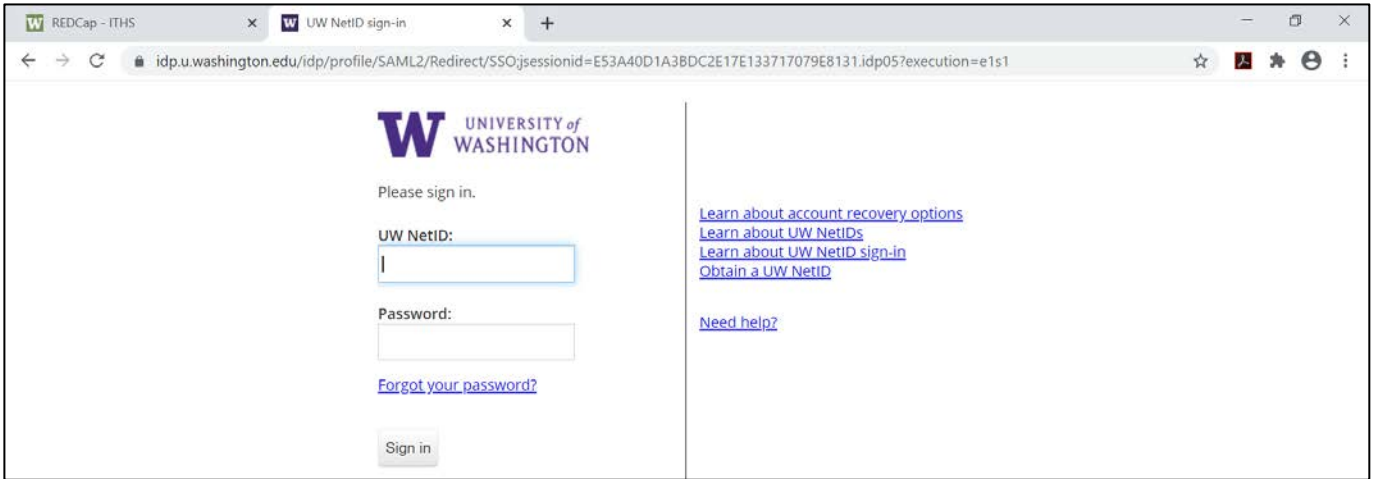 REDCap - ITHS
UW NetID sign-in
idp.u.washington.edu/idp/profile/SAML2/Redirect/SSO;jsessionid=E53A40D1A3BDC2E17E133717079E8131.idp05?execution=e1s1
W UNIVERSITY of
WASHINGTON
Please sign in.
UW NetID:
Password:
Forgot your password?
Sign in
Learn about account recovery options
Learn about UW NetIDs
Learn about UW NetID sign-in
Obtain a UW NetID
Need help?